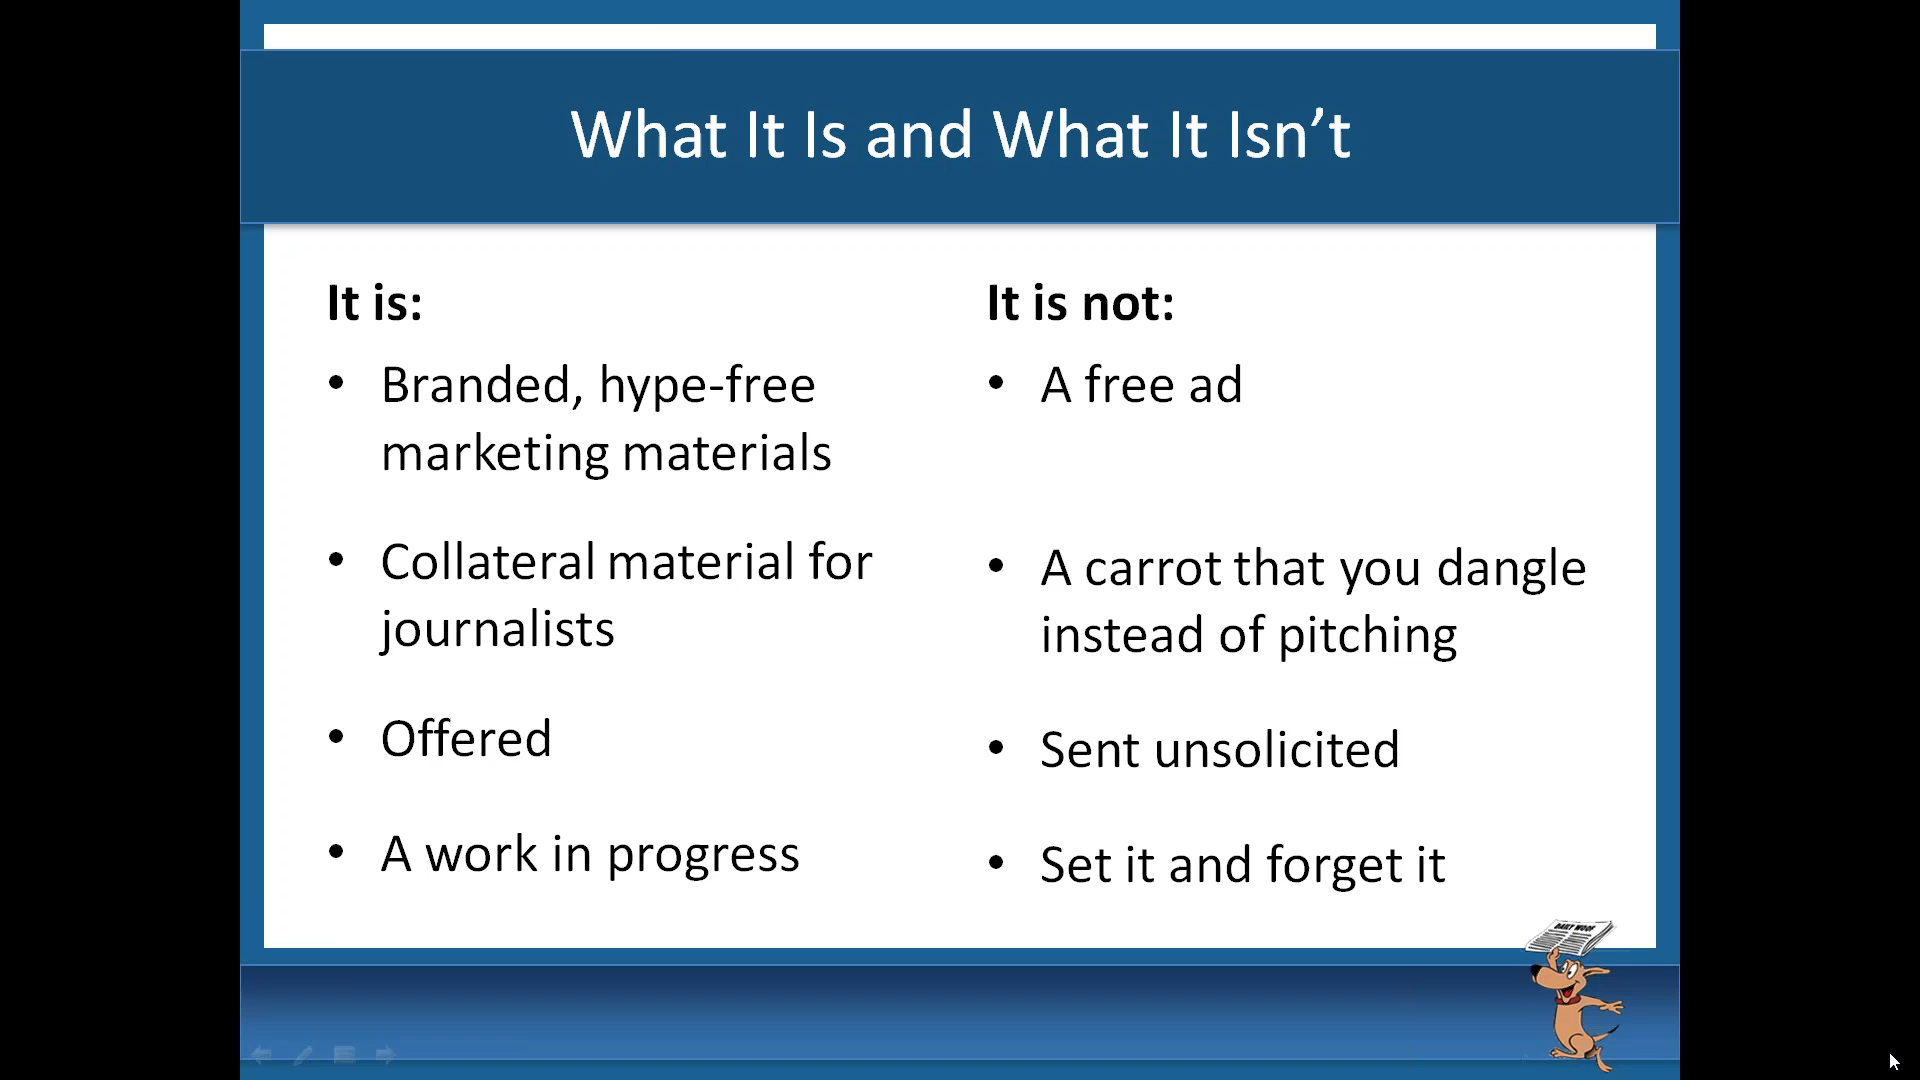 What It Is and What It Isn’t
It is:
• Branded, hype-free
marketing materials
• Collateral material for
journalists
• Offered
• A work in progress
It is not:
• A free ad
• A carrot that you dangle
instead of pitching
• Sent unsolicited
• Set it and forget it
DAILY WOOF